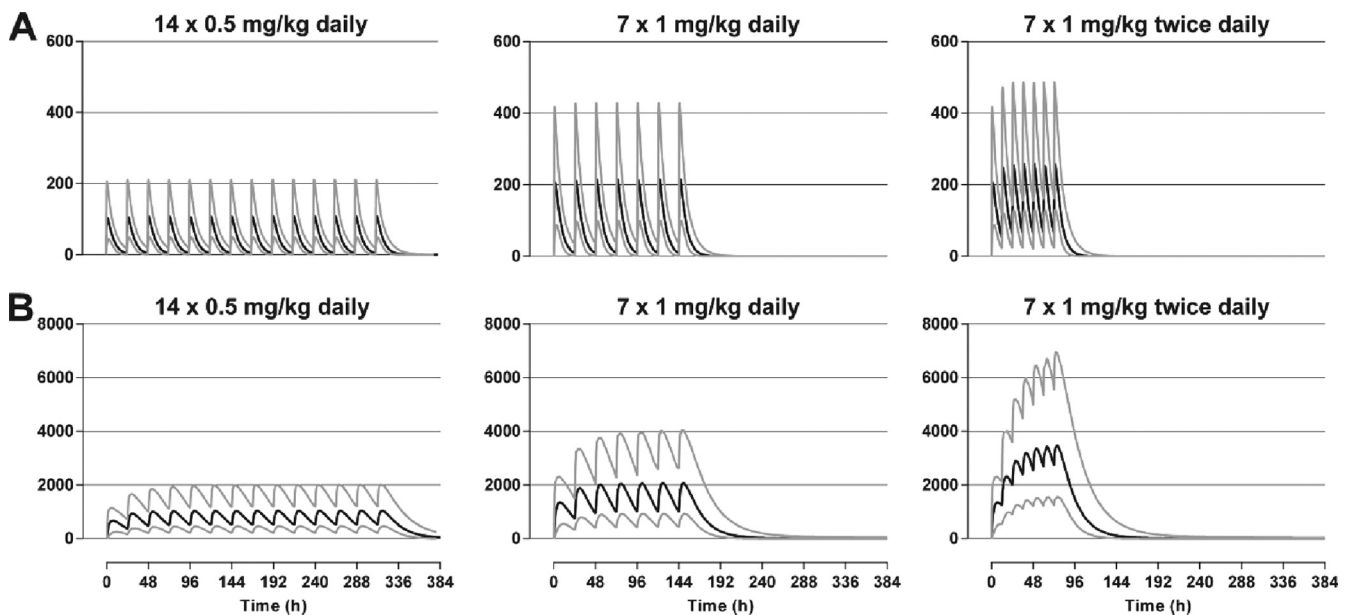 A
14 x 0.5 mg/kg daily
7 x 1 mg/kg daily
7 x 1 mg/kg twice daily
600
400
200
0
600
400
200
0
600
400
200
0
B
14 x 0.5 mg/kg daily
7 x 1 mg/kg daily
7 x 1 mg/kg twice daily
8000
6000
4000
2000
0
8000
6000
4000
2000
0
8000
6000
4000
2000
0
0 48 96 144 192 240 336 384
0 48 96 144 192 240 288 336 384
0 48 96 144 192 240 288 336 384
Time (h)
Time (h)
Time (h)